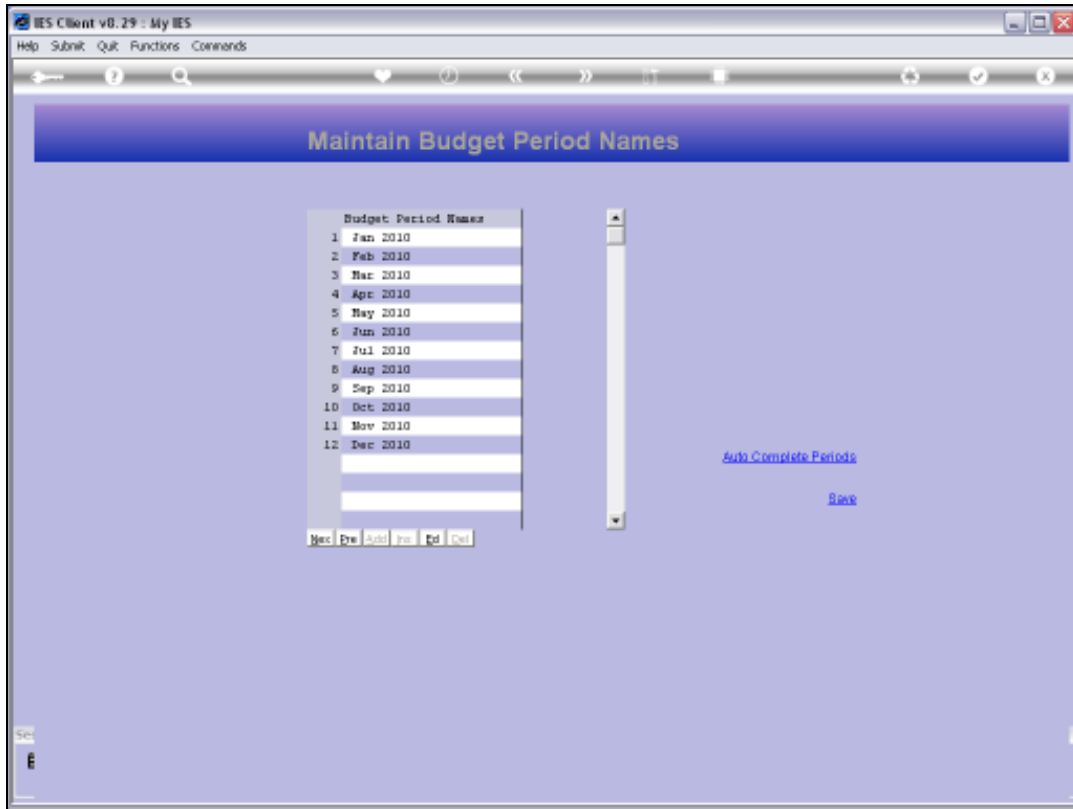 IES Client v8.29 : My IES
Help Submit Quit Functions Commands
Maintain Budget Period Names
Budget Period Names
1 Jan 2010
2 Feb 2010
3 Mar 2010
4 Apr 2010
5 May 2010
6 Jun 2010
7 Jul 2010
8 Aug 2010
9 Sep 2010
10 Oct 2010
11 Nov 2010
12 Dec 2010
Auto Complete Periods
Save
Nex Pre Add Ins Ed Del
Se